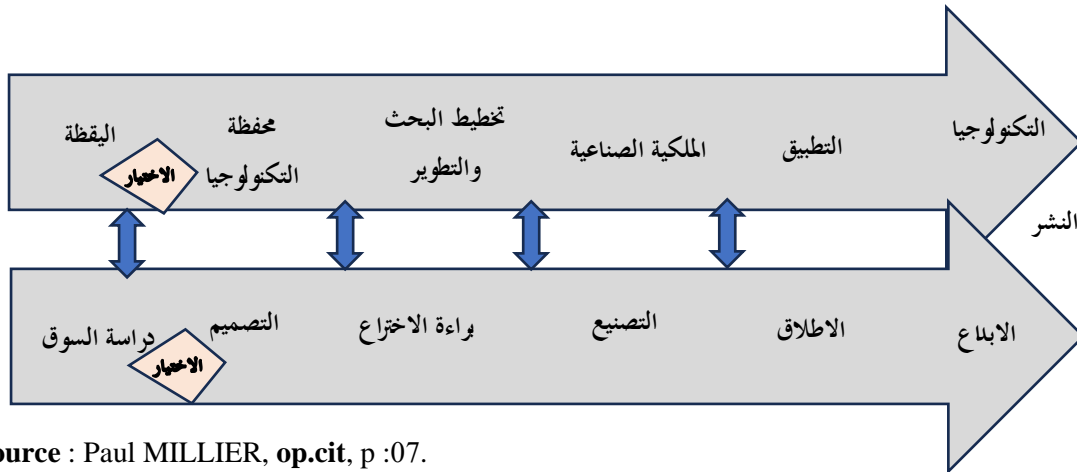 اليقظة
الاختيار
محفظة
التكنولوجيا
تخطيط البحث
والتطوير
الملكية الصناعية
التطبيق
التكنولوجيا
النشر
دراسة السوق
الاختيار
التصميم
براءة الاختراع
التصنيع
الاطلاق
الابداع
ource : Paul MILLIER, op.cit, p :07.